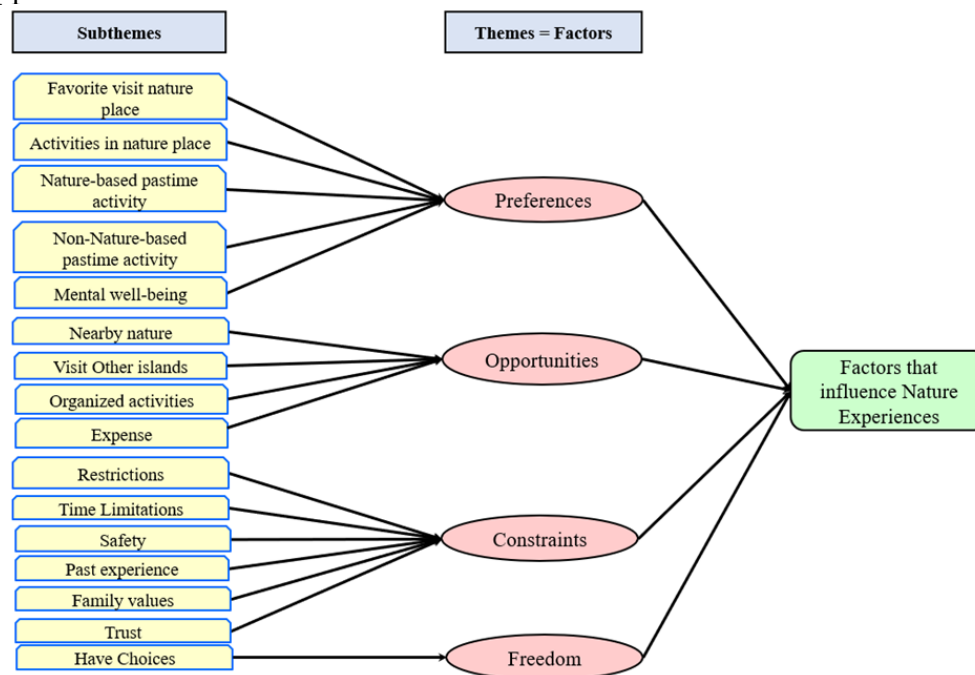 Subthemes
Themes = Factors
Favorite visit nature
place
Activities in nature place
Nature-based pastime
activity
Non-Nature-based
pastime activity
Mental well-being
Nearby nature
Visit Other islands
Organized activities
Expense
Restrictions
Time Limitations
Safety
Past experience
Family values
Trust
Have Choices
Preferences
Opportunities
Constraints
Freedom
Factors that
influence Nature
Experiences